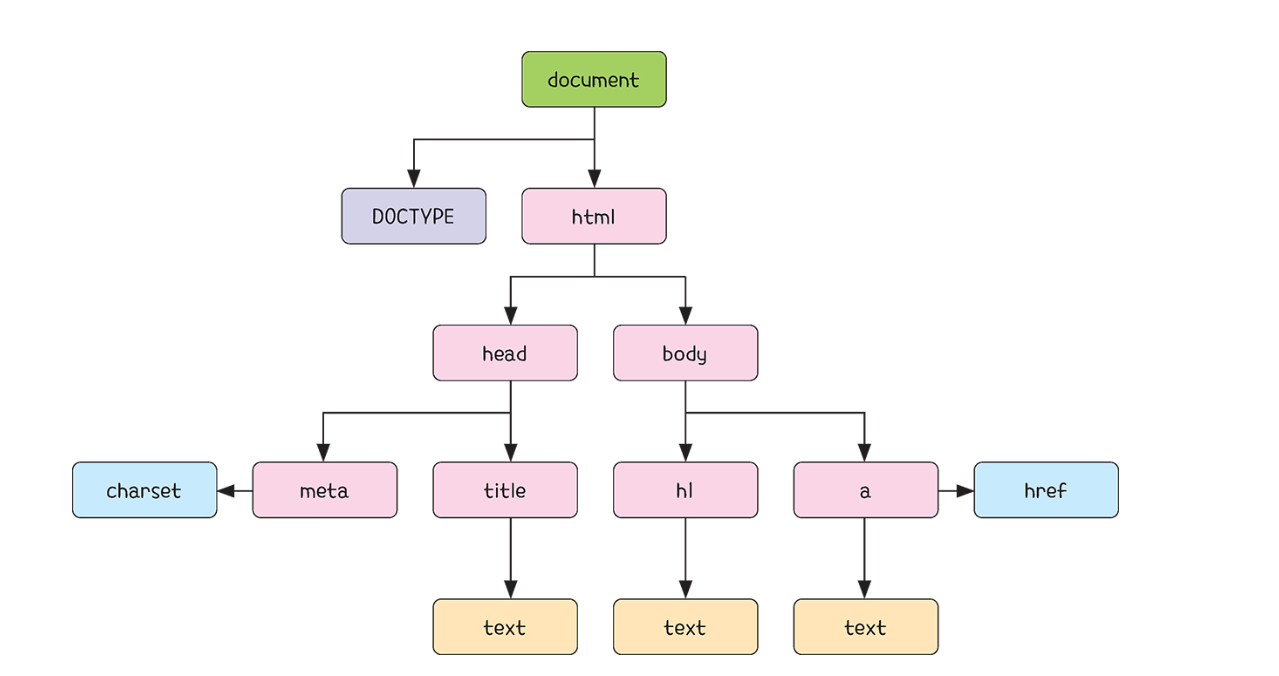 document
DOCTYPE
html
head
body
charset
meta
title
h1
a
href
text
text
text